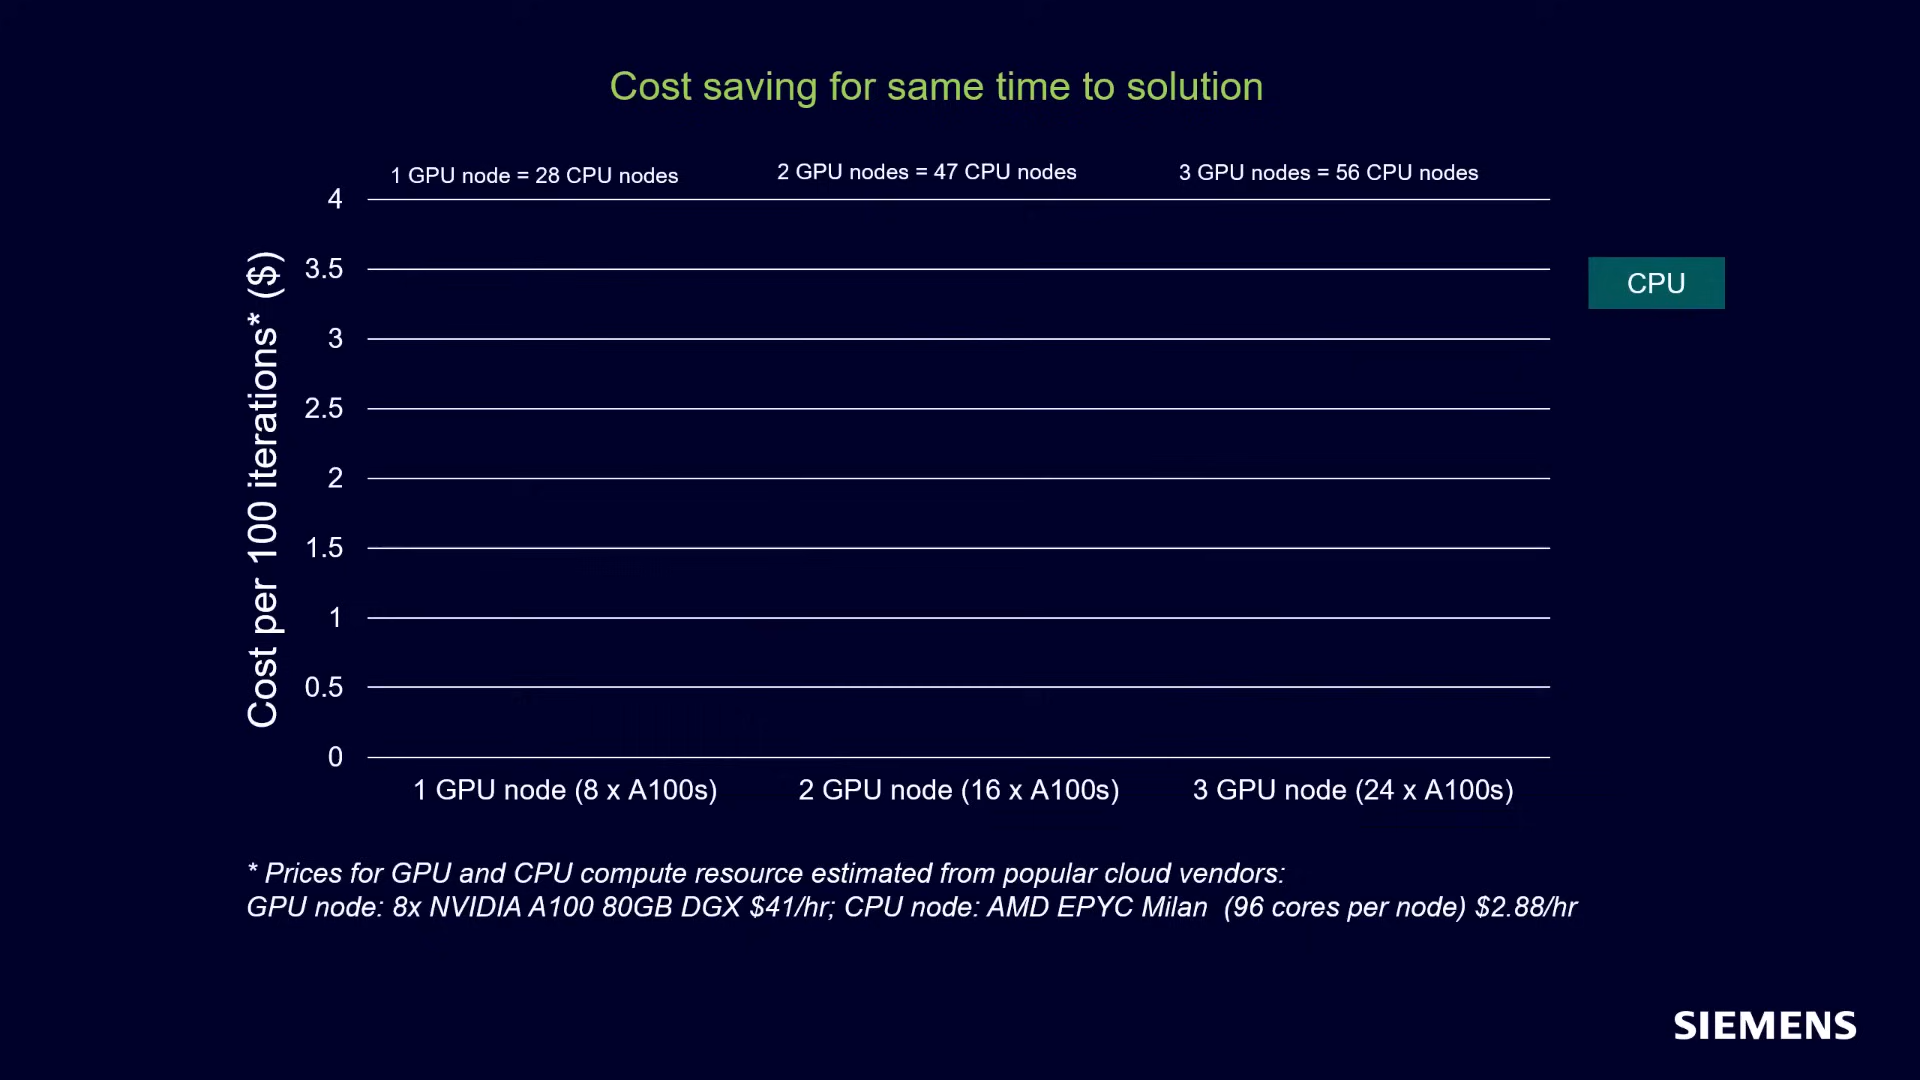 Cost saving for same time to solution
1 GPU node = 28 CPU nodes
2 GPU nodes = 47 CPU nodes
3 GPU nodes = 56 CPU nodes
4
3.5
3
2.5
2
1.5
1
0.5
0
Cost per 100 iterations* ($)
CPU
1 GPU node (8 x A100s)
2 GPU node (16 x A100s)
3 GPU node (24 x A100s)
* Prices for GPU and CPU compute resource estimated from popular cloud vendors:
GPU node: 8x NVIDIA A100 80GB DGX $41/hr; CPU node: AMD EPYC Milan (96 cores per node) $2.88/hr
SIEMENS